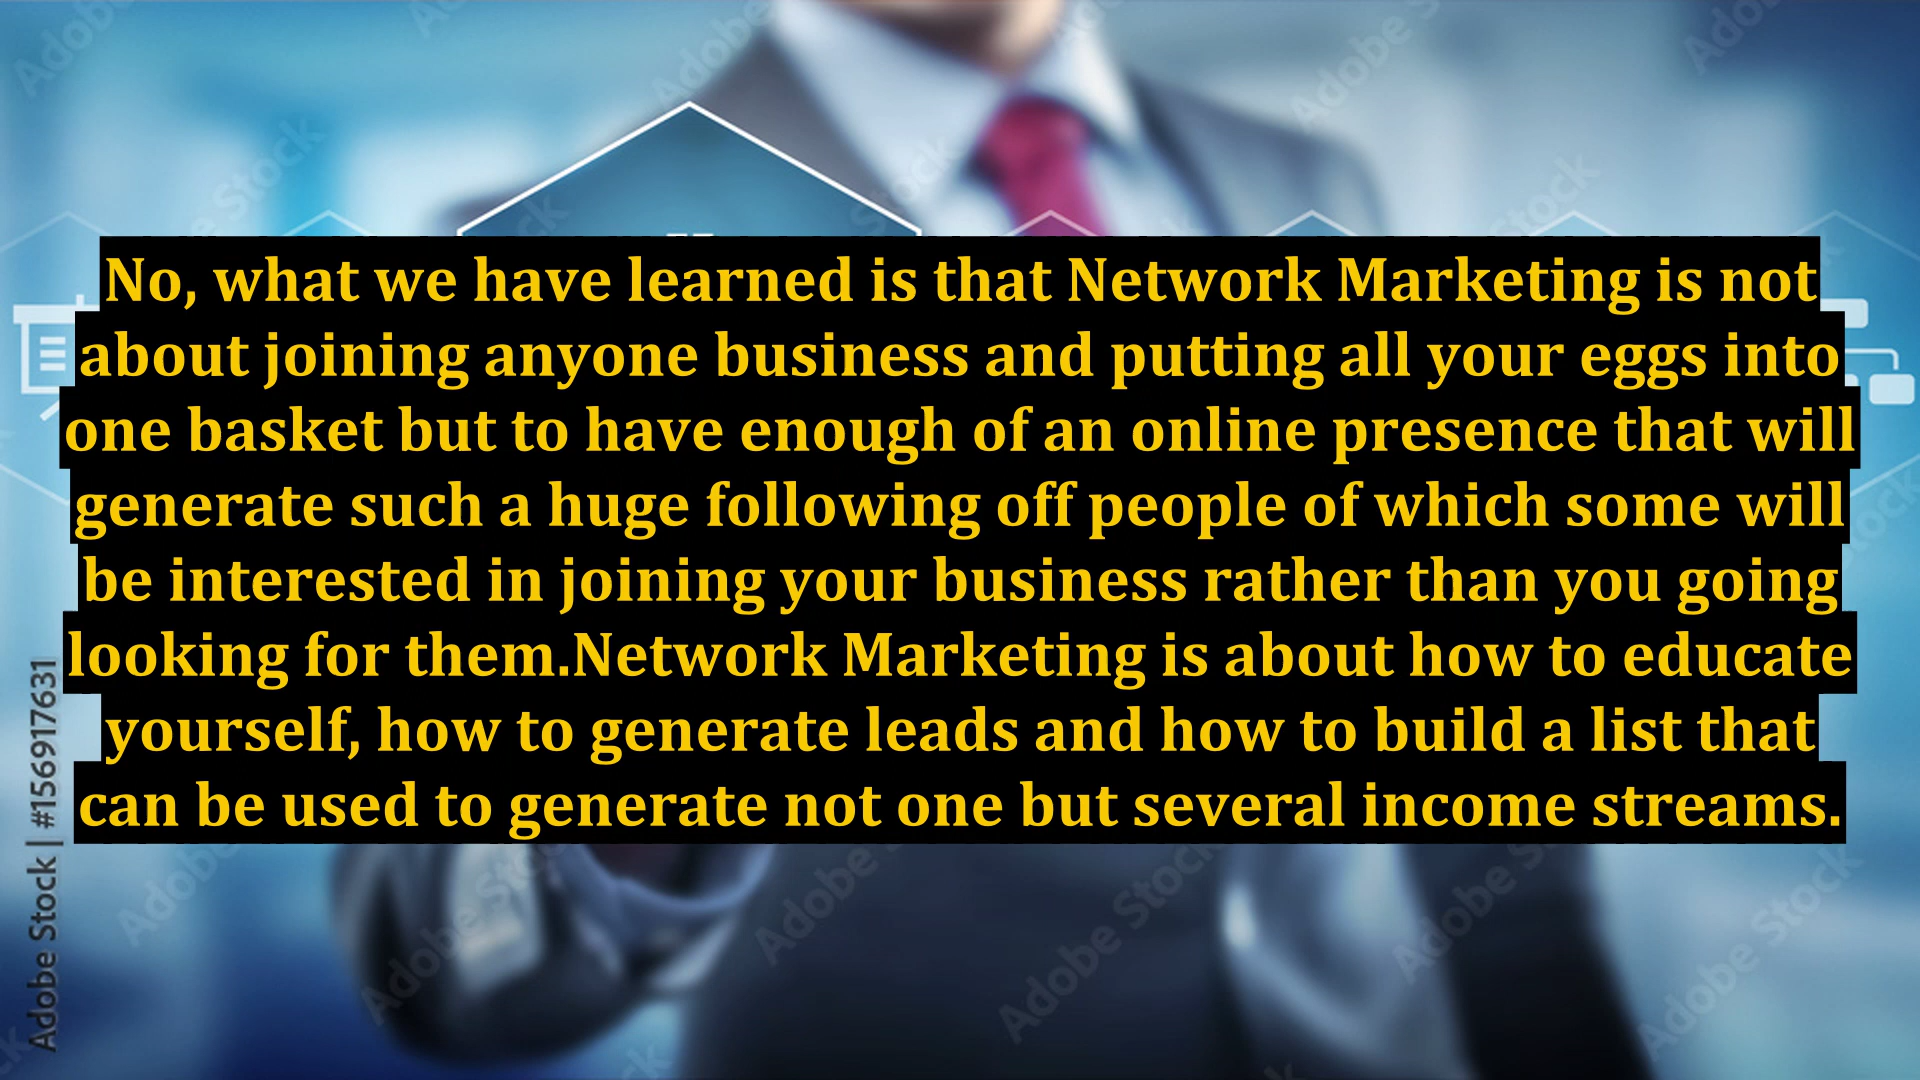 No, what we have learned is that Network Marketing is not
about joining anyone business and putting all your eggs into
one basket but to have enough of an online presence that will
generate such a huge following off people of which some will
be interested in joining your business rather than you going
looking for them.Network Marketing is about how to educate
yourself, how to generate leads and how to build a list that
can be used to generate not one but several income streams.
Adobe Stock | #156917631